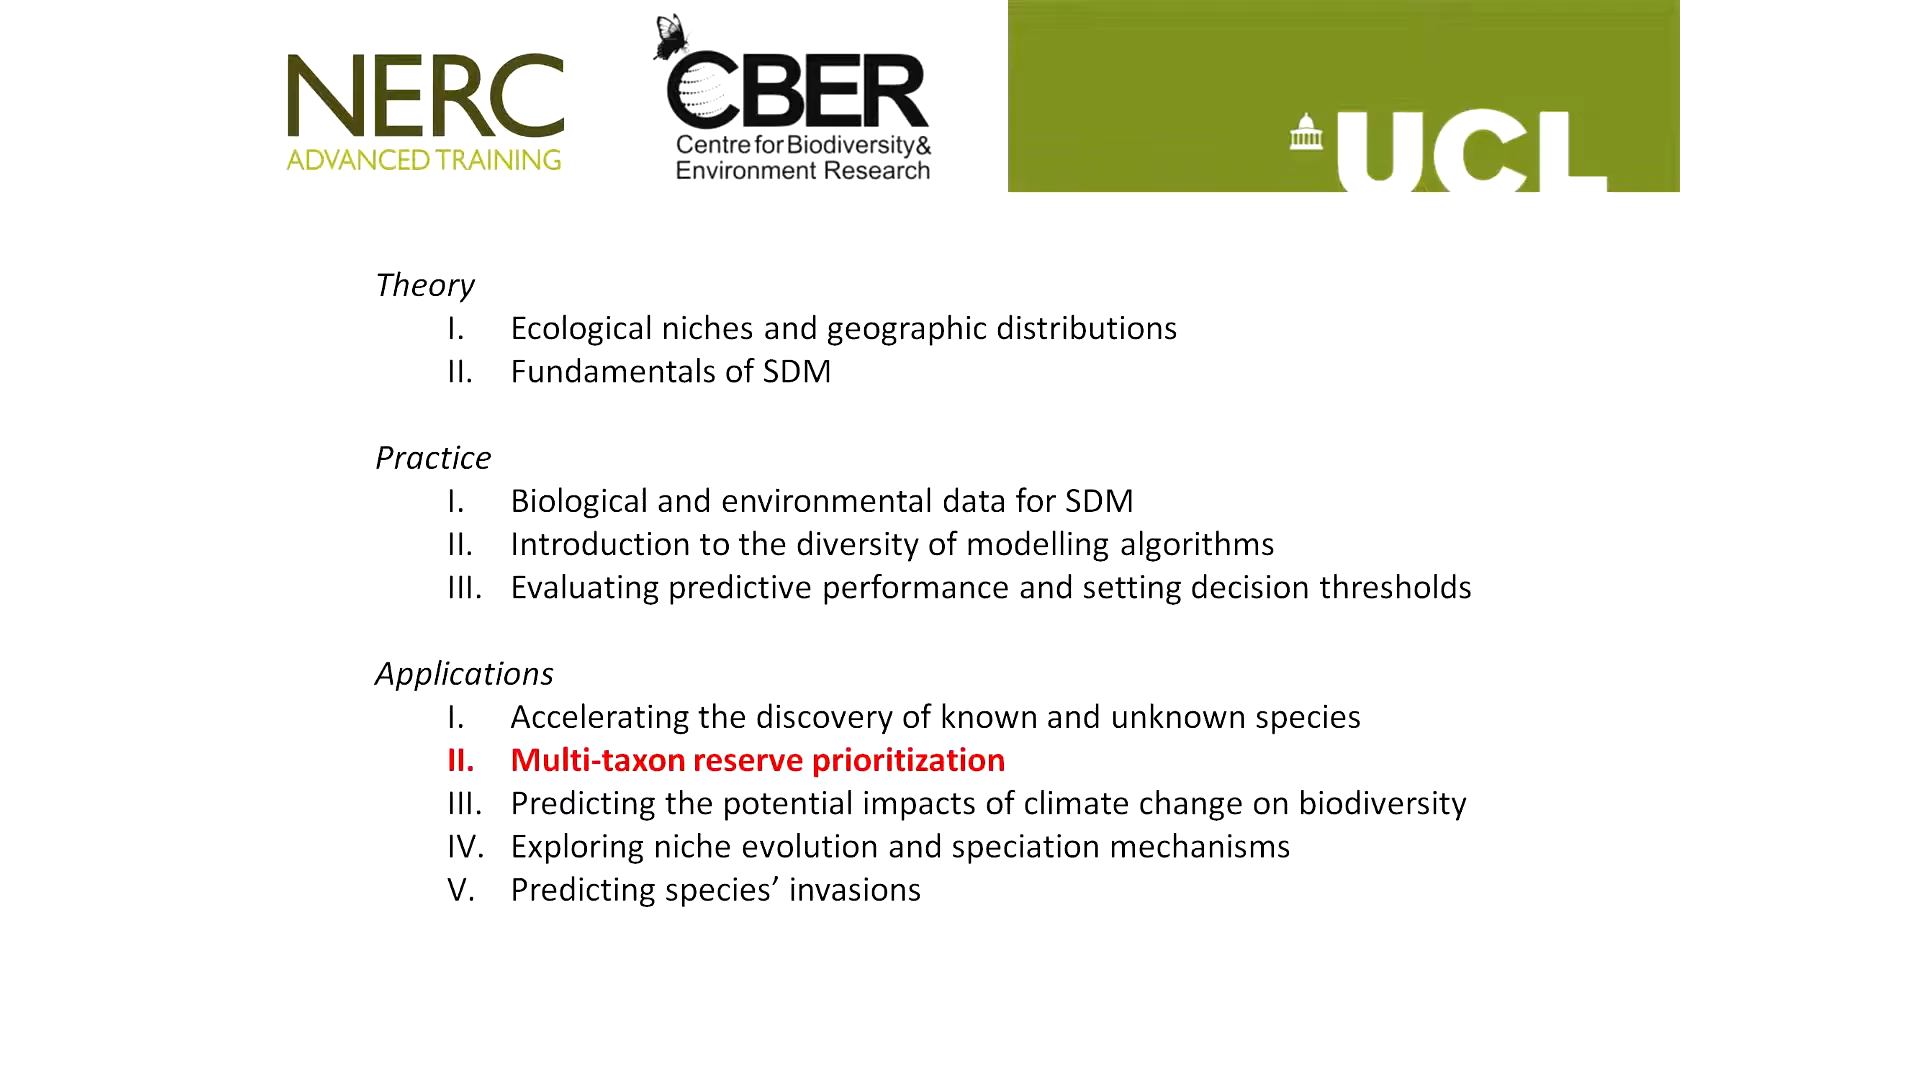 NERC
ADVANCED TRAINING
CBER
Centre for Biodiversity &
Environment Research
UCL
Theory
I. Ecological niches and geographic distributions
II. Fundamentals of SDM
Practice
I. Biological and environmental data for SDM
II. Introduction to the diversity of modelling algorithms
III. Evaluating predictive performance and setting decision thresholds
Applications
I. Accelerating the discovery of known and unknown species
II. Multi-taxon reserve prioritization
III. Predicting the potential impacts of climate change on biodiversity
IV. Exploring niche evolution and speciation mechanisms
V. Predicting species’ invasions